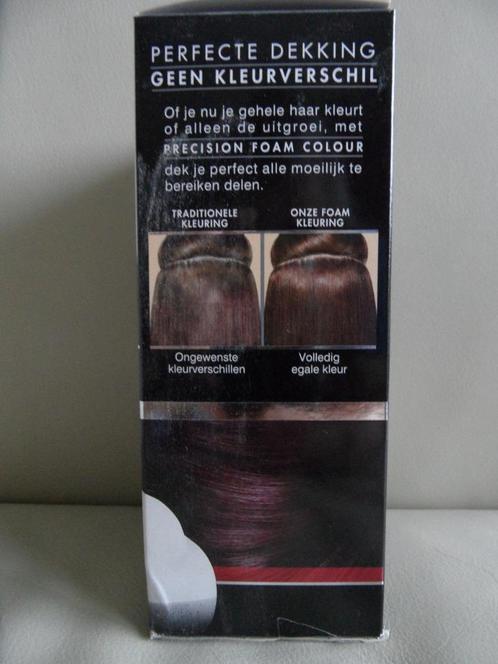 PERFECTE DEKKING
GEEN KLEURVERSCHIL
Of je nu je gehele haar kleurt
of alleen de uitgroei, met
PRECISION FOAM COLOUR
dek je perfect alle moeilijk te
bereiken delen.
TRADITIONELE
KLEURING
ONZE FOAM
KLEURING
Ongewenste
kleurverschillen
Volledig
egale kleur